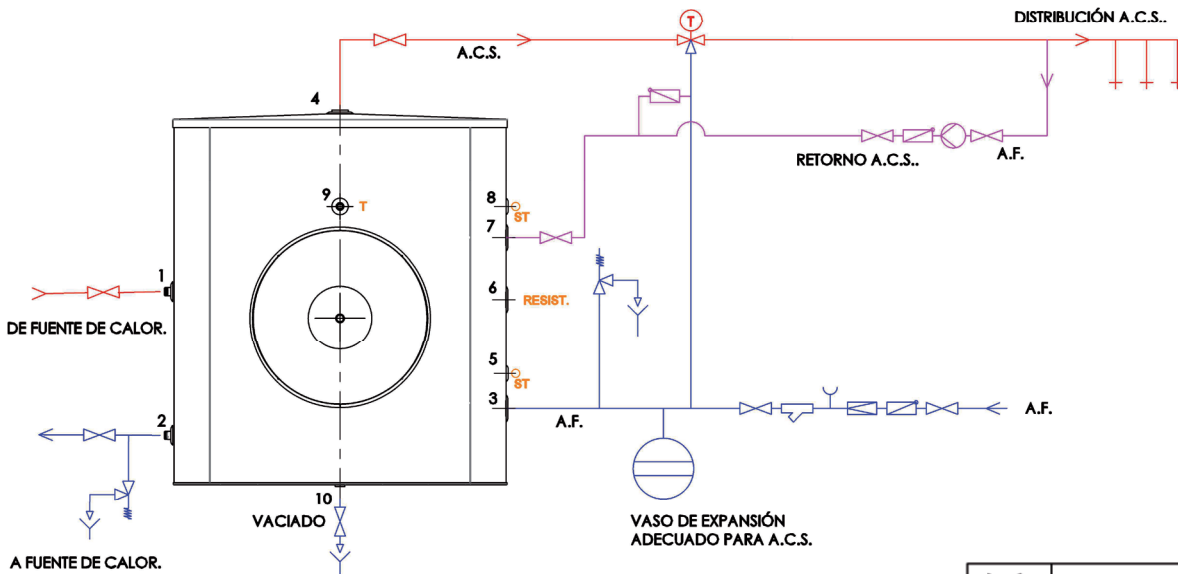 DISTRIBUCIÓN A.C.S..
T
A.C.S.
4
RETORNO A.C.S..
A.F.
9
T
8
ST
7
1
6
RESIST.
DE FUENTE DE CALOR.
5
ST
3
A.F.
A.F.
2
10
VACIADO
VASO DE EXPANSIÓN
ADECUADO PARA A.C.S.
A FUENTE DE CALOR.